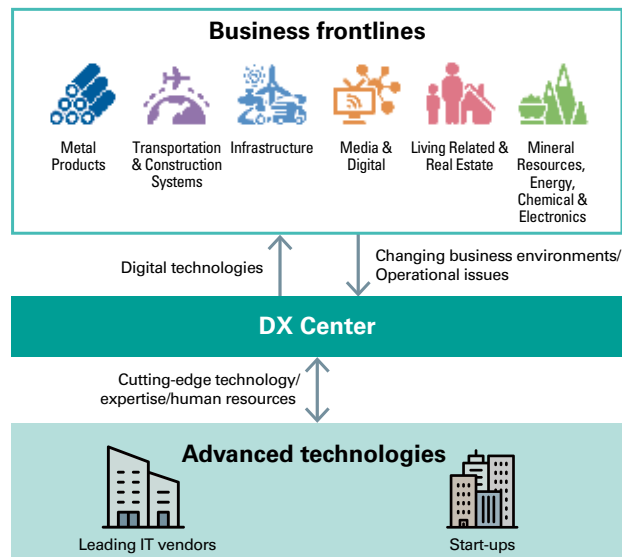 Business frontlines
Metal
Products
Transportation
& Construction
Systems
Infrastructure
Media &
Digital
Living Related &
Real Estate
Mineral
Resources,
Energy,
Chemical &
Electronics
Digital technologies
Changing business environments/
Operational issues
DX Center
Cutting-edge technology/
expertise/human resources
Advanced technologies
Leading IT vendors
Start-ups